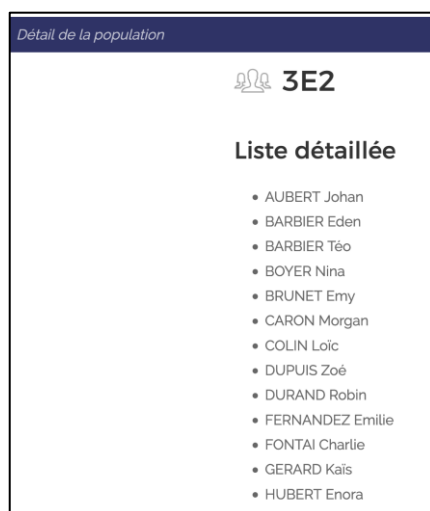 Détail de la population
3E2
Liste détaillée
• AUBERT Johan
• BARBIER Eden
• BARBIER Téo
• BOYER Nina
• BRUNET Emy
• CARON Morgan
• COLIN Loïc
• DUPUIS Zoé
• DURAND Robin
• FERNANDEZ Emilie
• FONTAI Charlie
• GERARD Kaïs
• HUBERT Enora